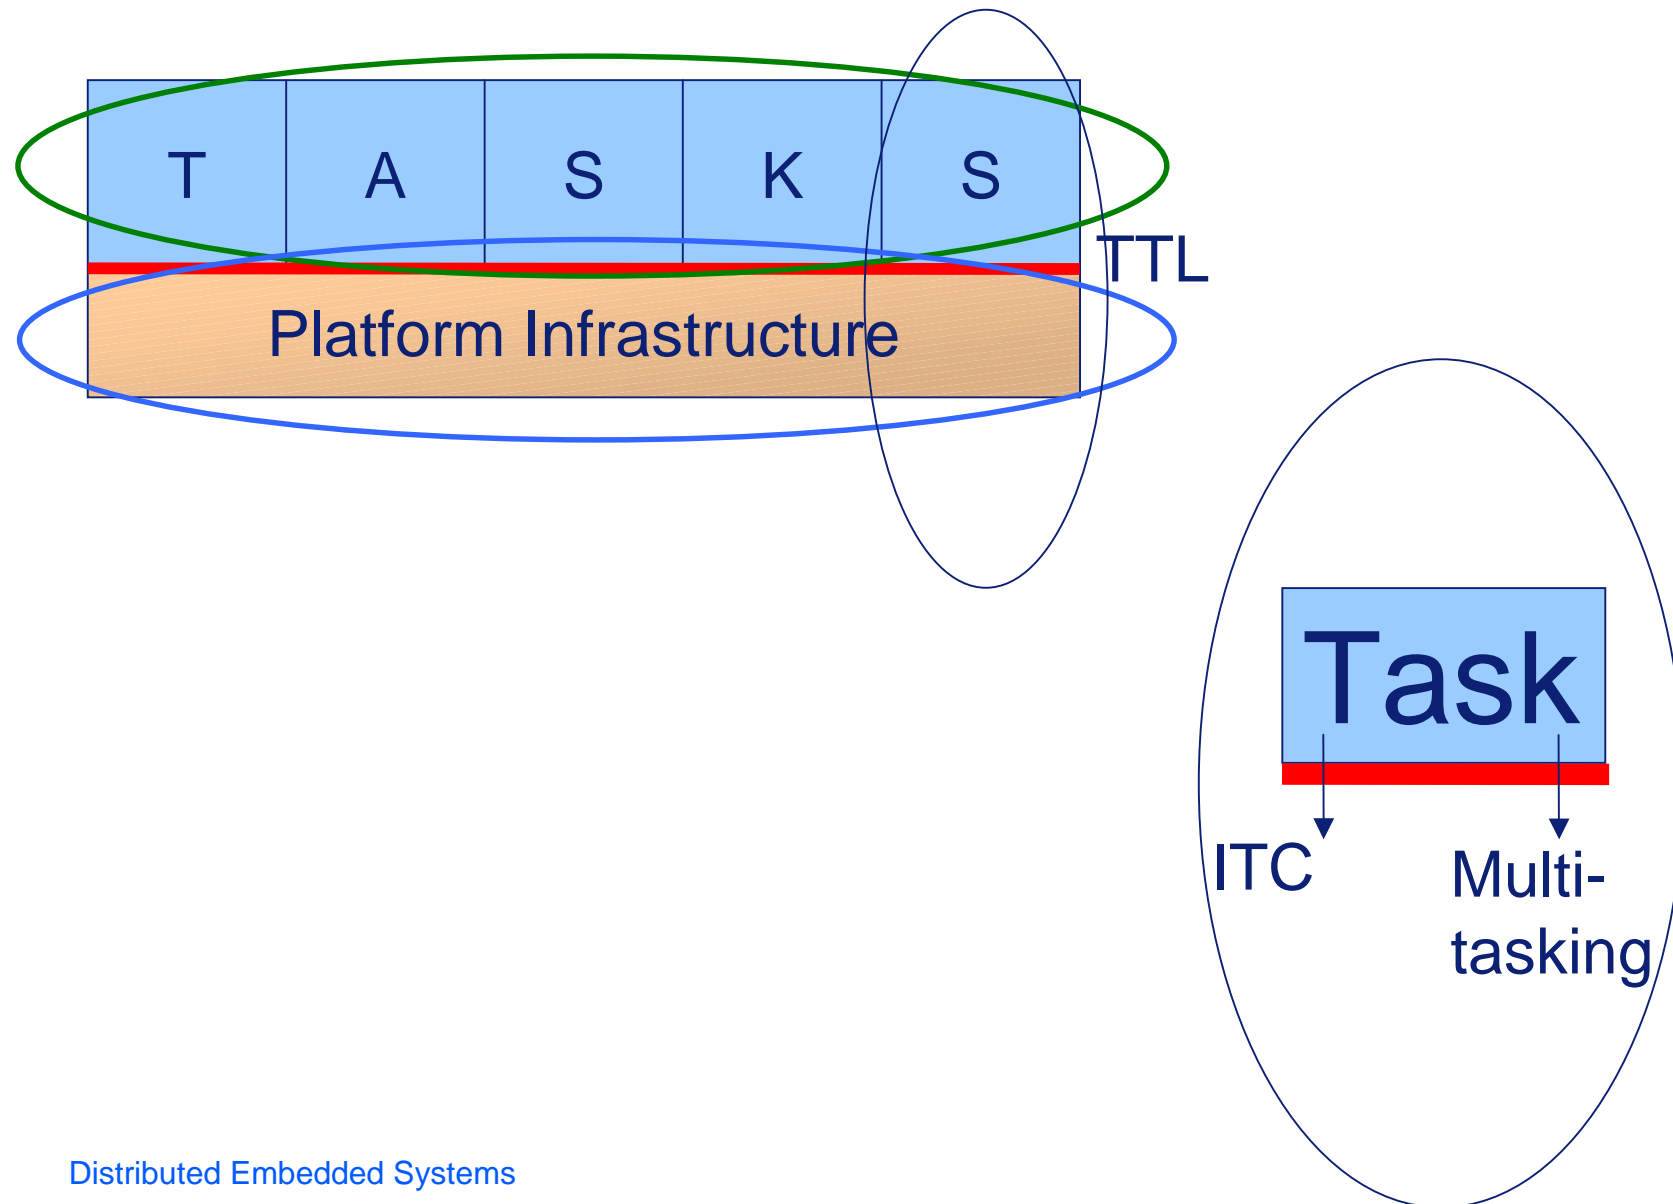 T A S K S
TTL
Platform Infrastructure
Task
ITC
Multi-
tasking
Distributed Embedded Systems